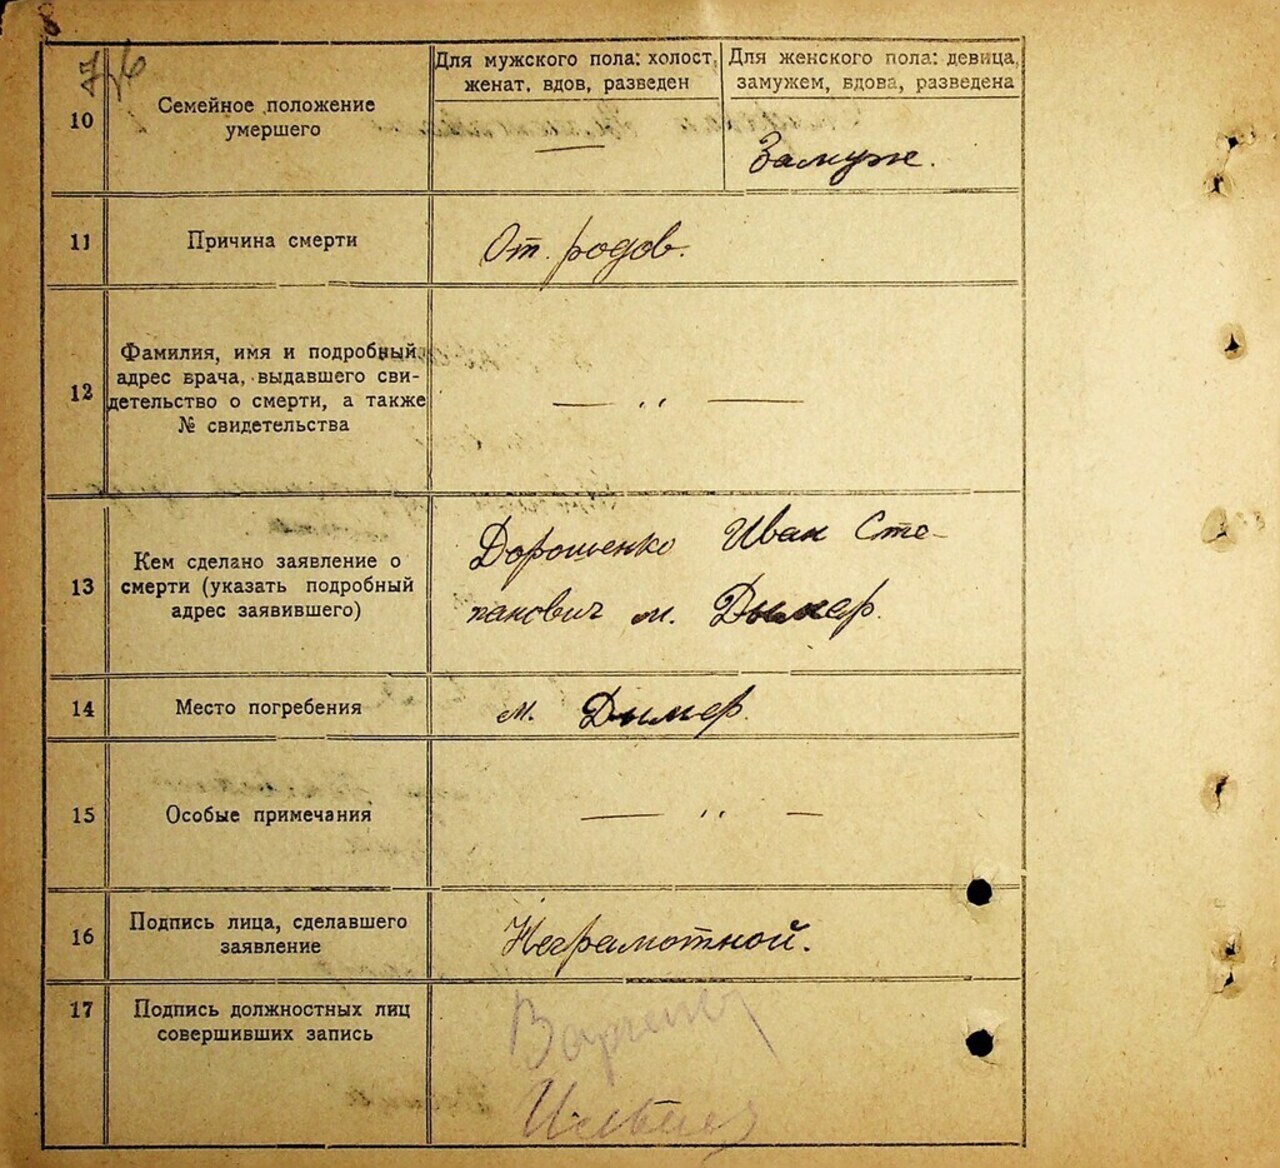 76
10
Семейное положение
умершего
Для мужского пола: холост,
женат, вдов, разведен
Для женского пола: девица,
замужем, вдова, разведена
—
Замуж.
11
Причина смерти
От родов.
12
Фамилия, имя и подробный
адрес врача, выдавшего сви-
детельство о смерти, а также
№ свидетельства
— ,, —
13
Кем сделано заявление о
смерти (указать подробный
адрес заявившего)
Дорошенко Иван Сте-
панович м. Дымер.
14
Место погребения
м. Дымер.
15
Особые примечания
— ,, —
16
Подпись лица, сделавшего
заявление
Неграмотной.
17
Подпись должностных лиц
совершивших запись